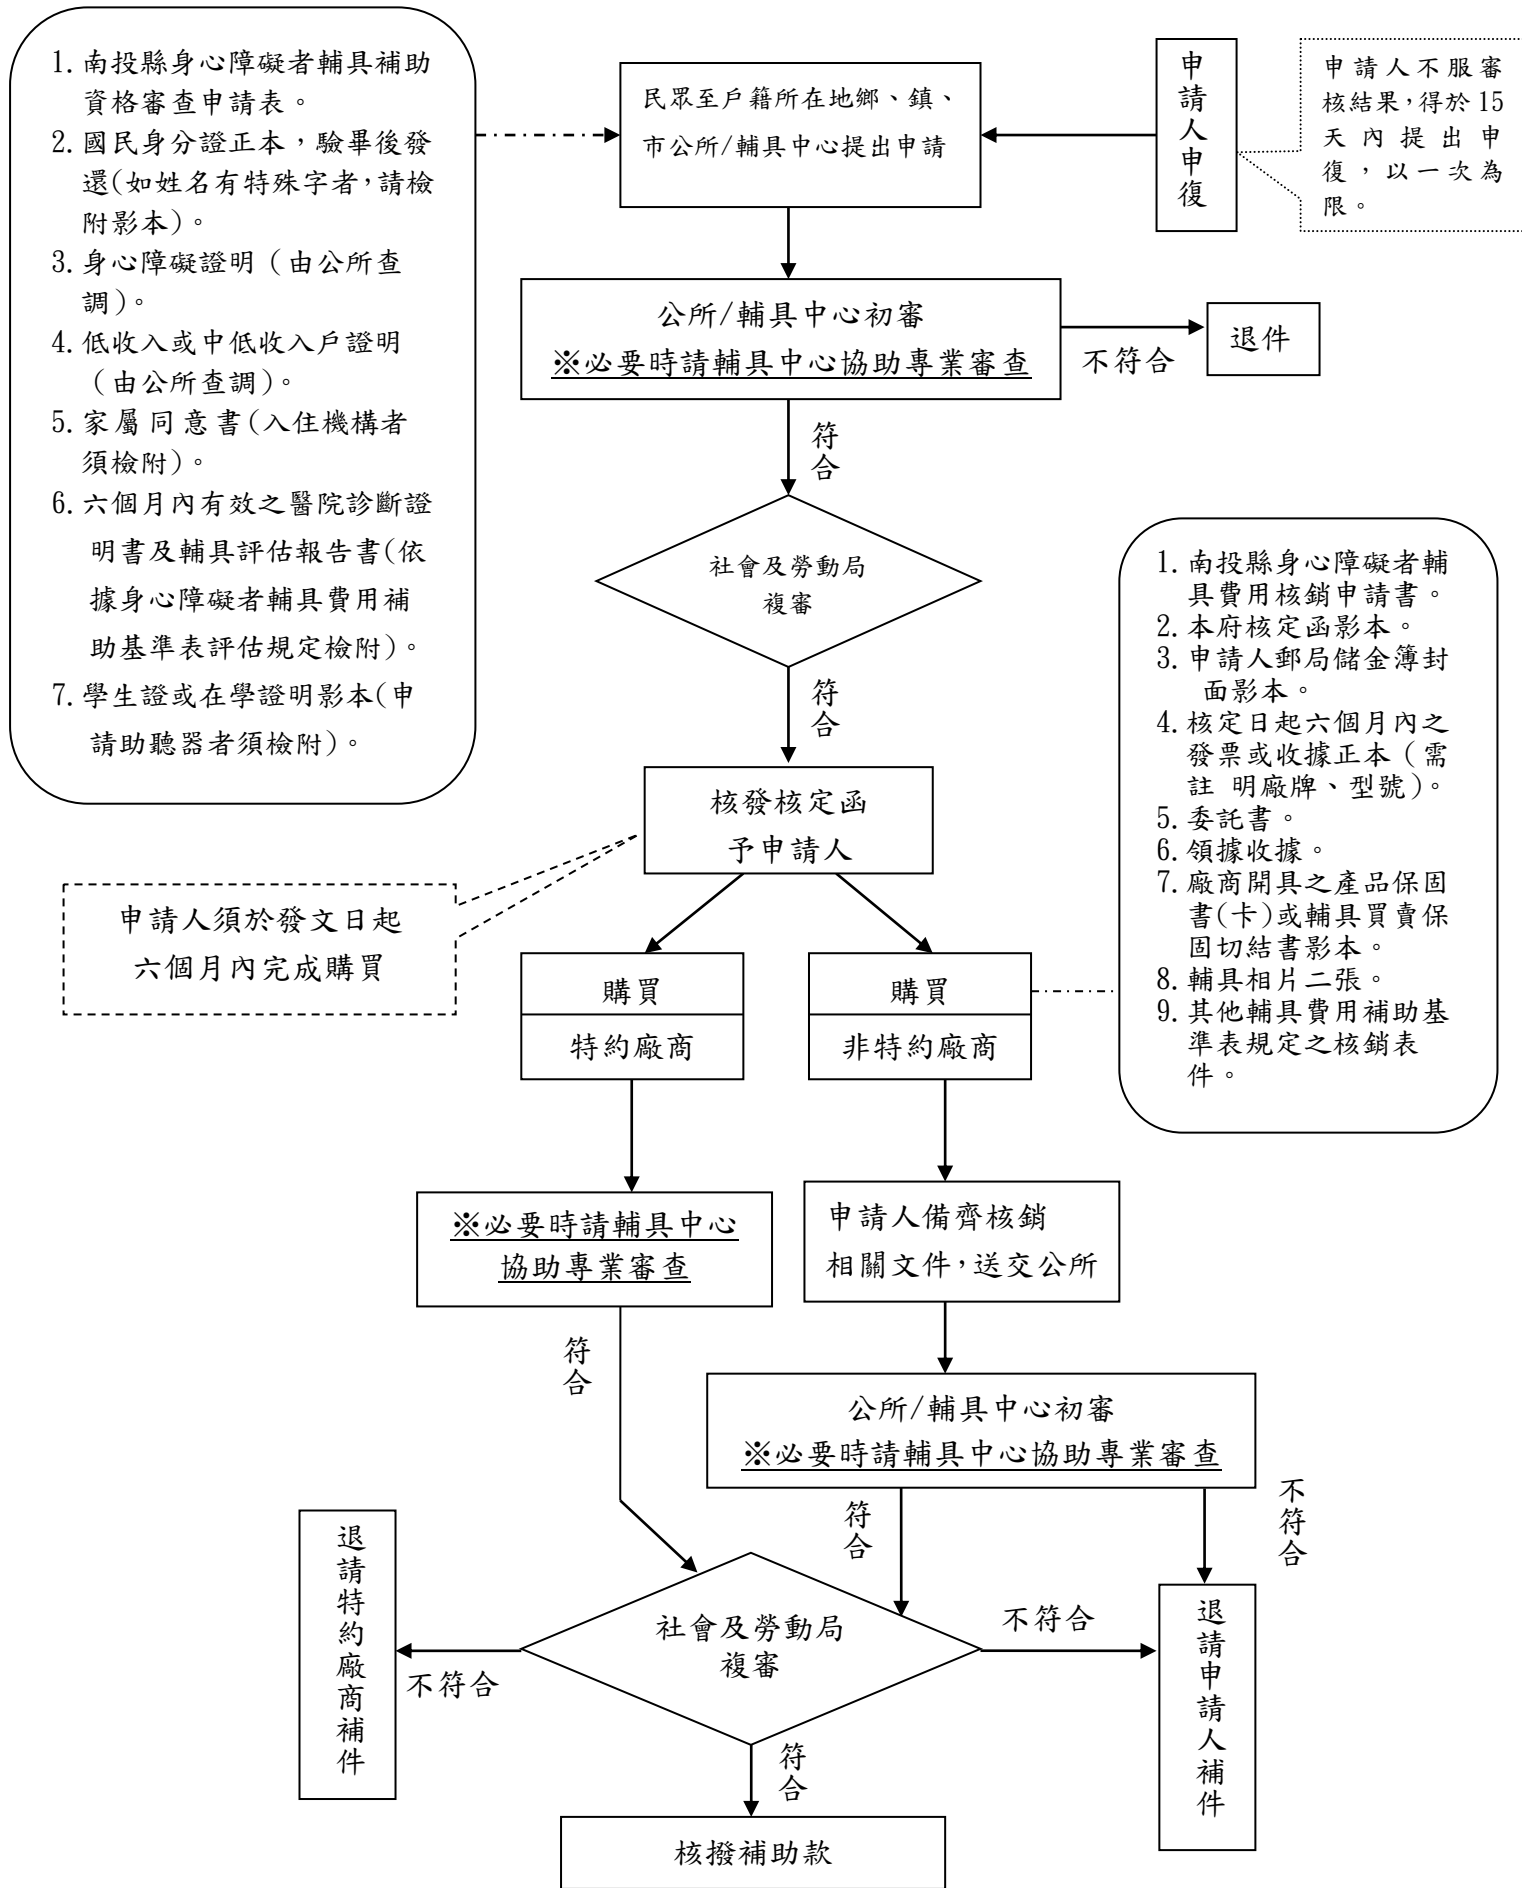 1. 南投縣身心障礙者輔具補助
資格審查申請表。
2. 國民身分證正本，驗畢後發
還(如姓名有特殊字者，請檢
附影本)。
3. 身心障礙證明（由公所查
調）。
4. 低收入或中低收入戶證明
（由公所查調）。
5. 家屬同意書(入住機構者
須檢附)。
6. 六個月內有效之醫院診斷證
明書及輔具評估報告書(依
據身心障礙者輔具費用補
助基準表評估規定檢附)。
7. 學生證或在學證明影本(申
請助聽器者須檢附)。
民眾至戶籍所在地鄉、鎮、
市公所/輔具中心提出申請
申請人申復
申請人不服審
核結果，得於 15
天內提出申
復，以一次為
限。
公所/輔具中心初審
※必要時請輔具中心協助專業審查
不符合
退件
符合
社會及勞動局
複審
符合
核發核定函
予申請人
申請人須於發文日起
六個月內完成購買
購買
特約廠商
購買
非特約廠商
1. 南投縣身心障礙者輔
具費用核銷申請書。
2. 本府核定函影本。
3. 申請人郵局儲金簿封
面影本。
4. 核定日起六個月內之
發票或收據正本（需
註 明廠牌、型號）。
5. 委託書。
6. 領據收據。
7. 廠商開具之產品保固
書(卡)或輔具買賣保
固切結書影本。
8. 輔具相片二張。
9. 其他輔具費用補助基
準表規定之核銷表
件。
※必要時請輔具中心
協助專業審查
申請人備齊核銷
相關文件，送交公所
符合
公所/輔具中心初審
※必要時請輔具中心協助專業審查
符合
不符合
退請特約廠商補件
不符合
社會及勞動局
複審
不符合
退請申請人補件
符合
核撥補助款